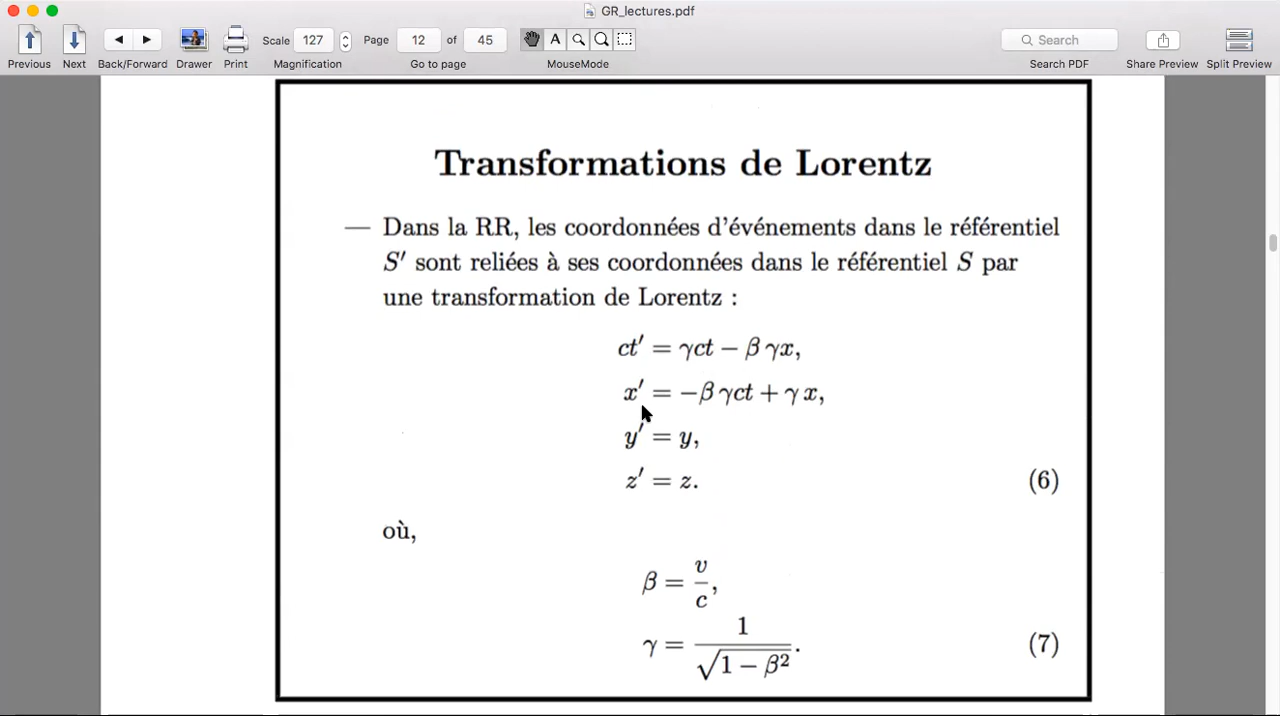 GR_lectures.pdf
Scale 127 Page 12 of 45 A Search
Previous Next Back/Forward Drawer Print Magnification Go to page MouseMode Search PDF Share Preview Split Preview
Transformations de Lorentz
— Dans la RR, les coordonnées d'événements dans le référentiel
S′ sont reliées à ses coordonnées dans le référentiel S par
une transformation de Lorentz :
ct′ = γct − β γx,
x′ = −β γct + γ x,
y′ = y,
z′ = z. (6)
où,
β = v/c,
γ = 1/√(1 − β²). (7)